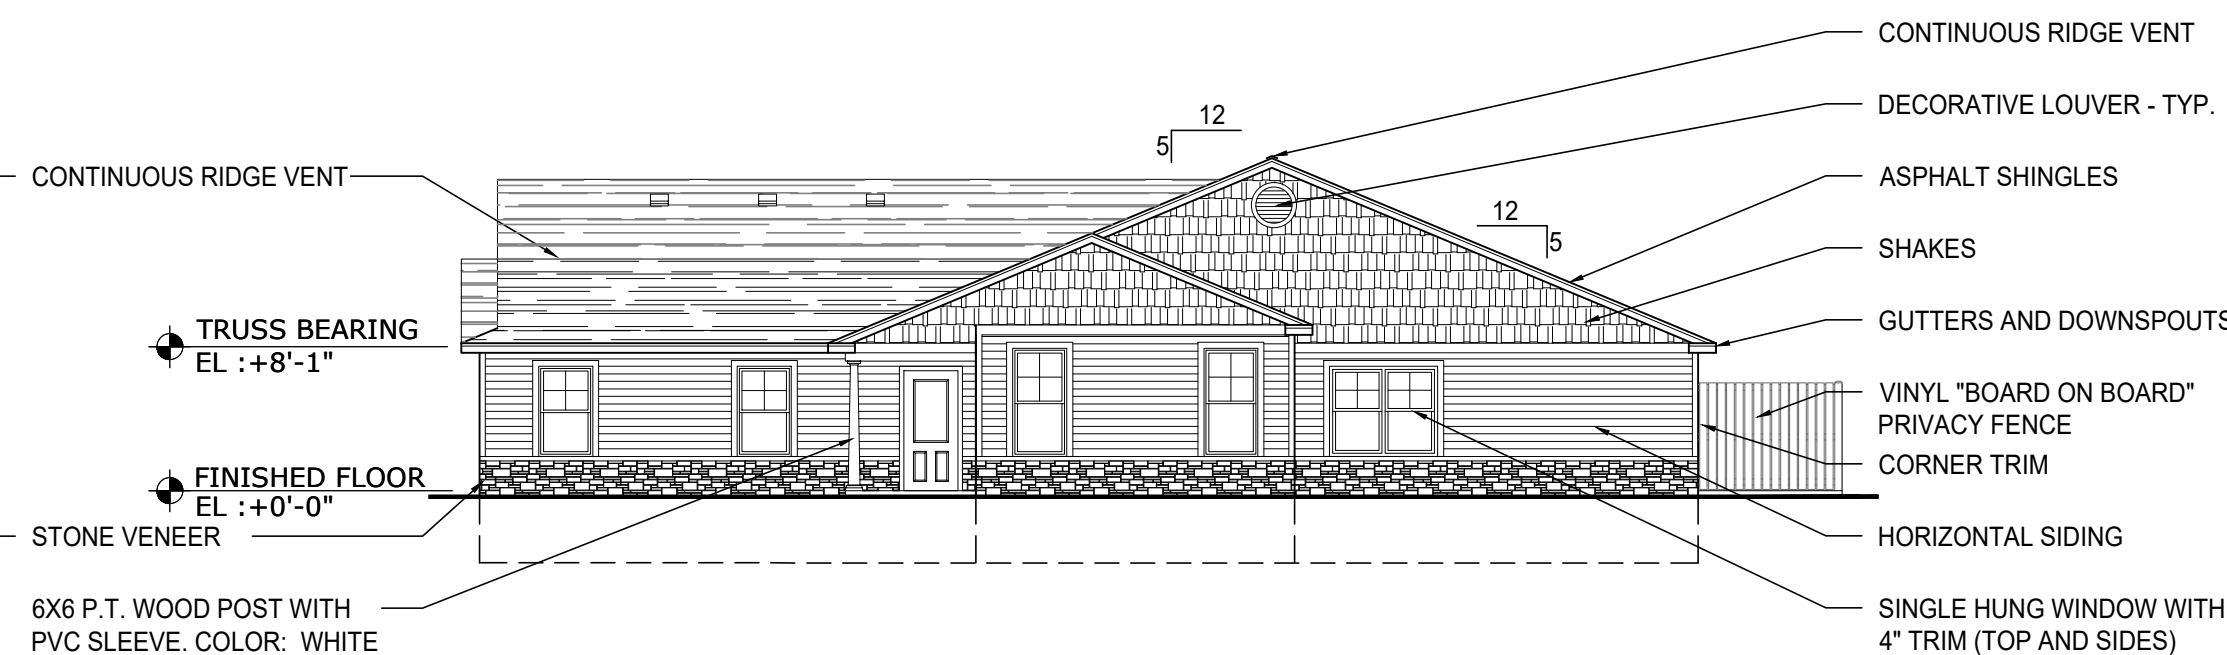 CONTINUOUS RIDGE VENT
DECORATIVE LOUVER - TYP.
12
5
CONTINUOUS RIDGE VENT
ASPHALT SHINGLES
12
5
SHAKES
TRUSS BEARING
EL :+8'-1"
GUTTERS AND DOWNSPOUTS
VINYL "BOARD ON BOARD"
PRIVACY FENCE
CORNER TRIM
FINISHED FLOOR
EL :+0'-0"
STONE VENEER
HORIZONTAL SIDING
6X6 P.T. WOOD POST WITH
PVC SLEEVE. COLOR: WHITE
SINGLE HUNG WINDOW WITH
4" TRIM (TOP AND SIDES)